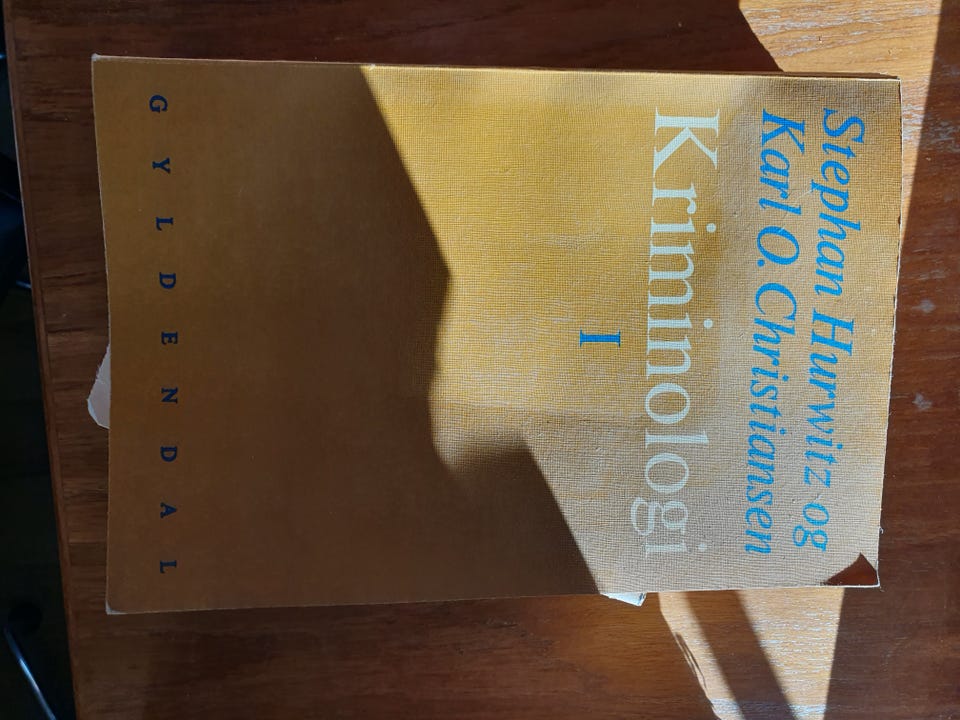 Stephan Hurwitz og
Karl O. Christiansen
Kriminologi
I
GYLDENDAL